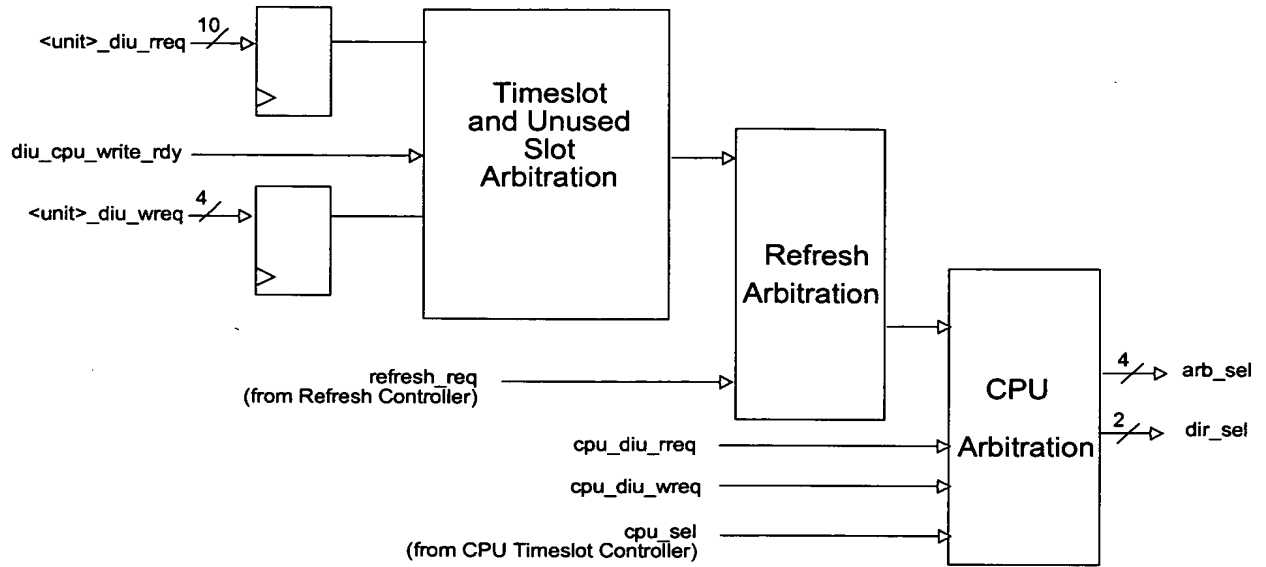 10
<unit>_diu_rreq
Timeslot
and Unused
Slot
Arbitration
diu_cpu_write_rdy
4
<unit>_diu_wreq
Refresh
Arbitration
refresh_req
(from Refresh Controller)
4
arb_sel
CPU
Arbitration
2
dir_sel
cpu_diu_rreq
cpu_diu_wreq
cpu_sel
(from CPU Timeslot Controller)